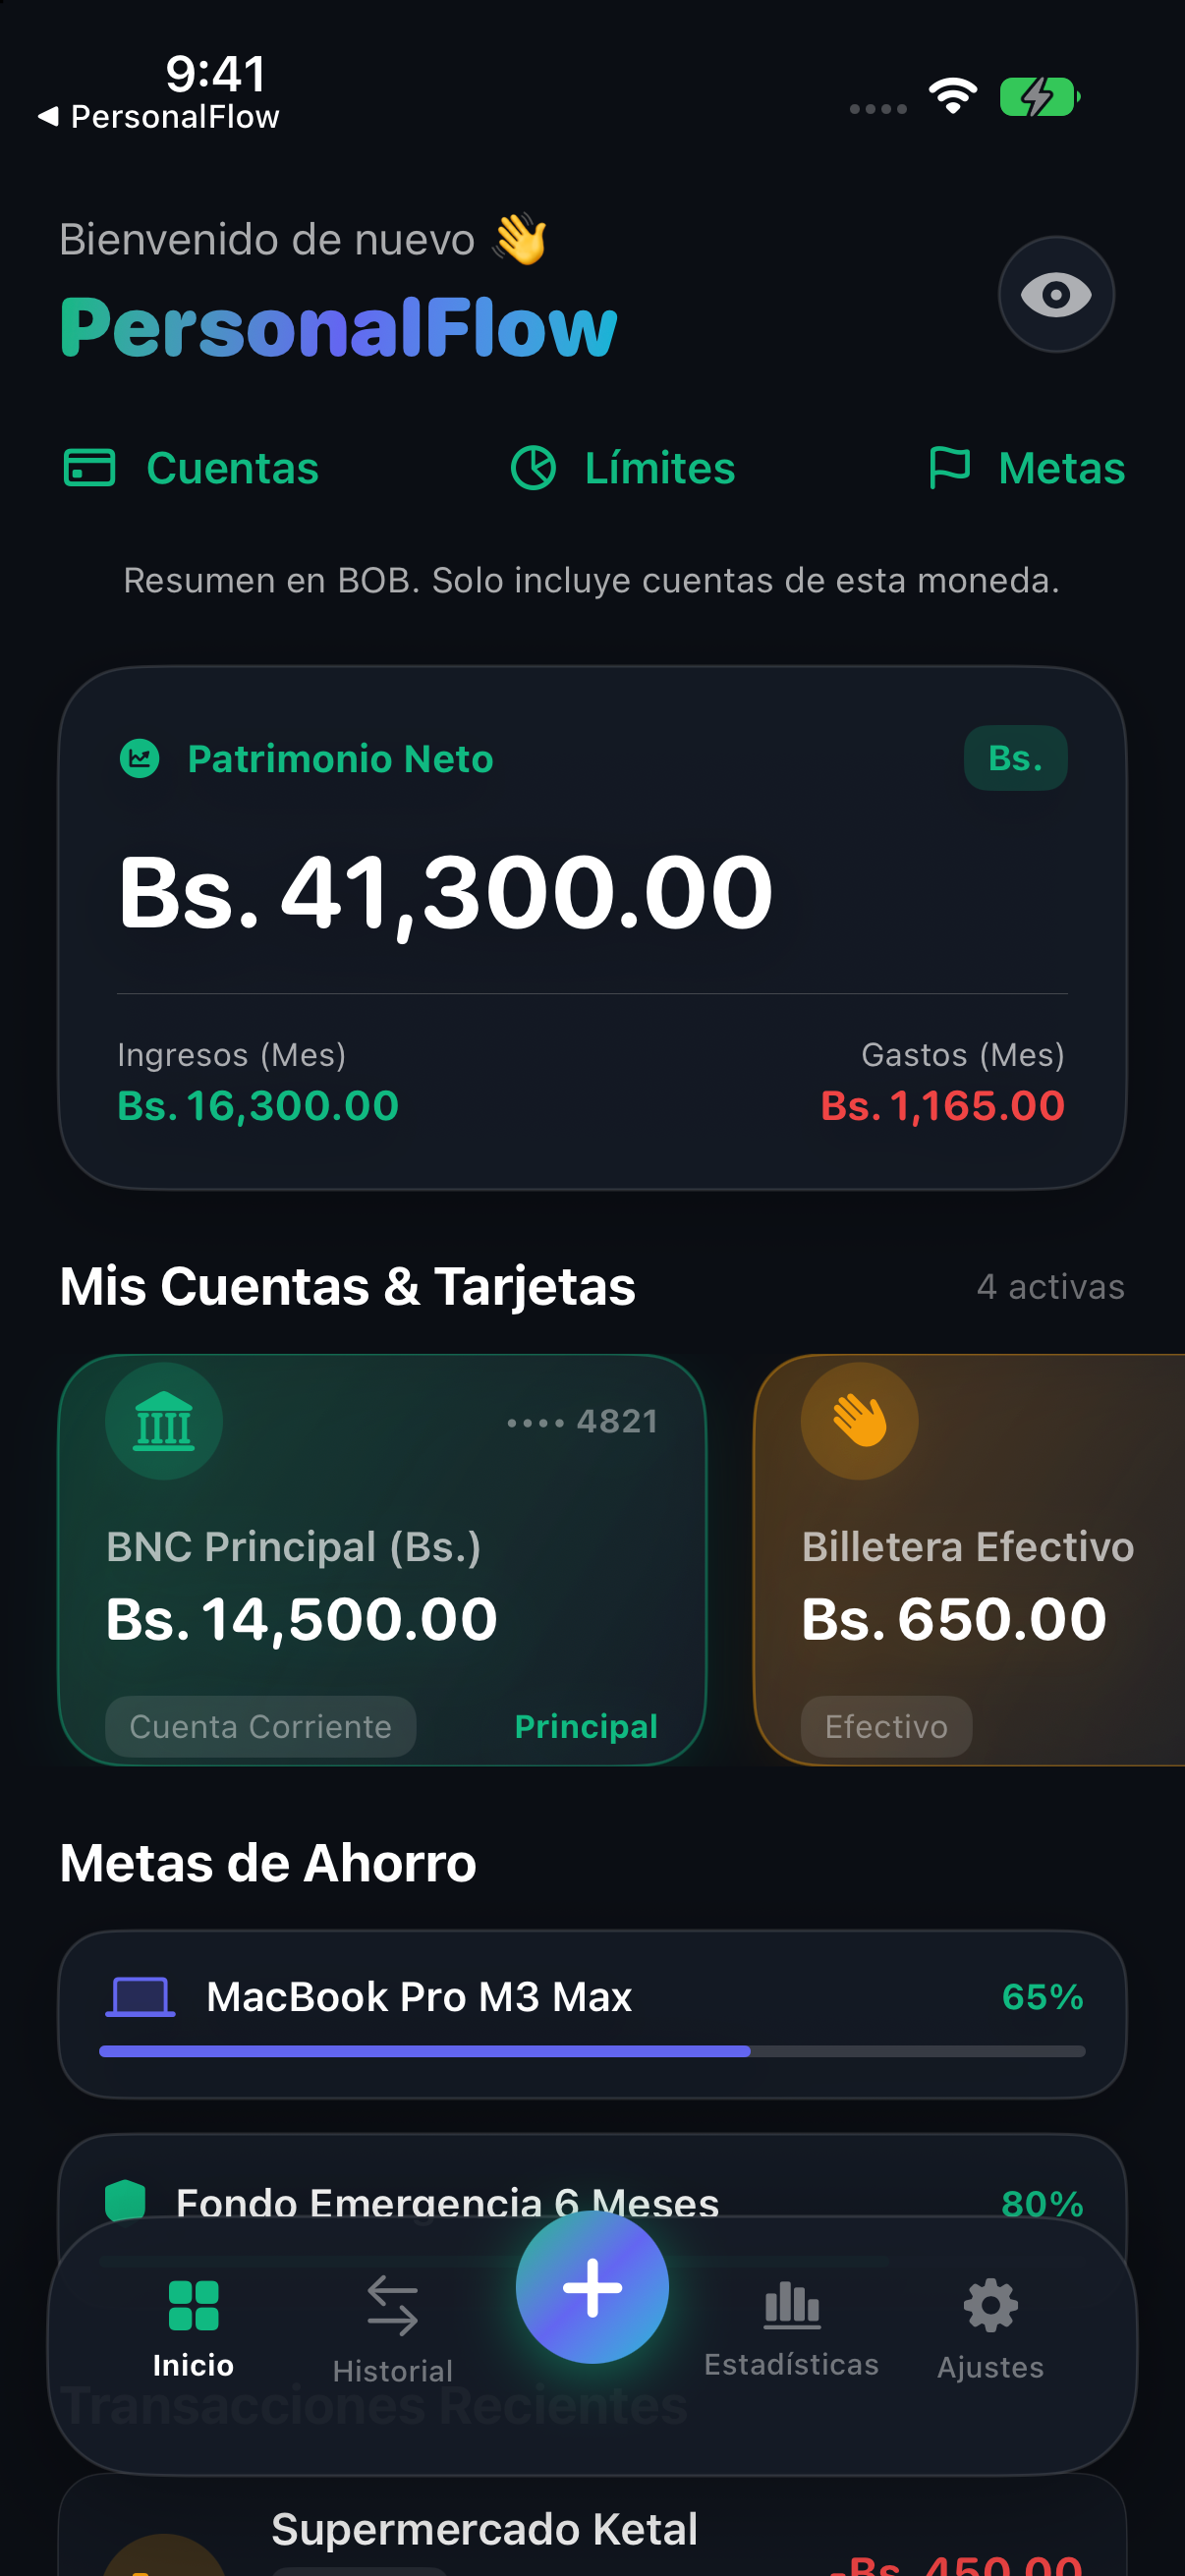 9:41
◀ PersonalFlow
Bienvenido de nuevo 👋
PersonalFlow
Cuentas
Límites
Metas
Resumen en BOB. Solo incluye cuentas de esta moneda.
Patrimonio Neto
Bs.
Bs. 41,300.00
Ingresos (Mes)
Gastos (Mes)
Bs. 16,300.00
Bs. 1,165.00
Mis Cuentas & Tarjetas
4 activas
•••• 4821
BNC Principal (Bs.)
Bs. 14,500.00
Cuenta Corriente
Principal
Billetera Efectivo
Bs. 650.00
Efectivo
Metas de Ahorro
MacBook Pro M3 Max
65%
Fondo Emergencia 6 Meses
80%
Inicio
Historial
Estadísticas
Ajustes
Transacciones Recientes
Supermercado Ketal
-Bs. 450.00